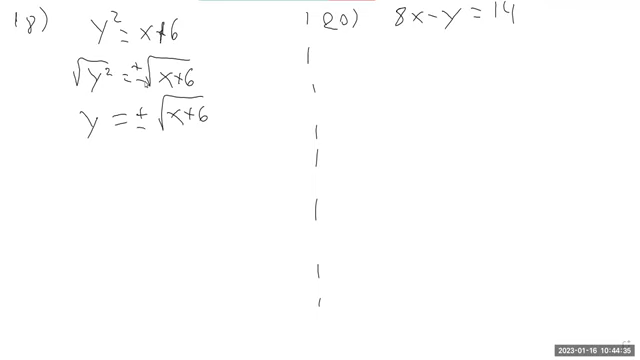 18) y² = x+6
√y² = ±√x+6
y = ± √x+6
20) 8x-y = 14
2023-01-16 10:44:35